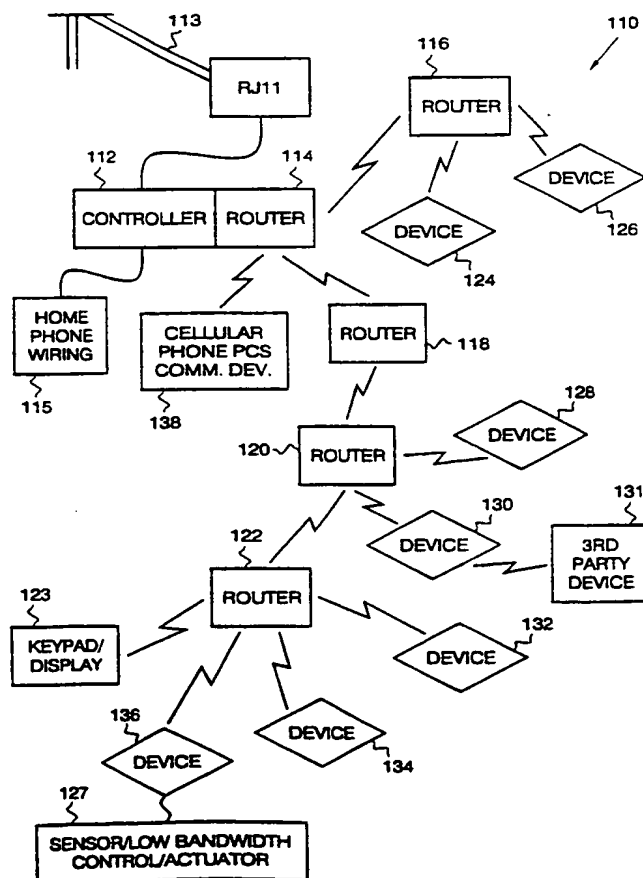 113
110
RJ11
116
ROUTER
112
114
CONTROLLER
ROUTER
DEVICE
126
DEVICE
124
HOME
PHONE
WIRING
115
CELLULAR
PHONE PCS
COMM. DEV.
138
ROUTER
118
128
120
ROUTER
DEVICE
130
131
DEVICE
3RD
PARTY
DEVICE
122
ROUTER
123
KEYPAD/
DISPLAY
132
DEVICE
136
DEVICE
DEVICE
134
127
SENSOR/LOW BANDWIDTH
CONTROL/ACTUATOR